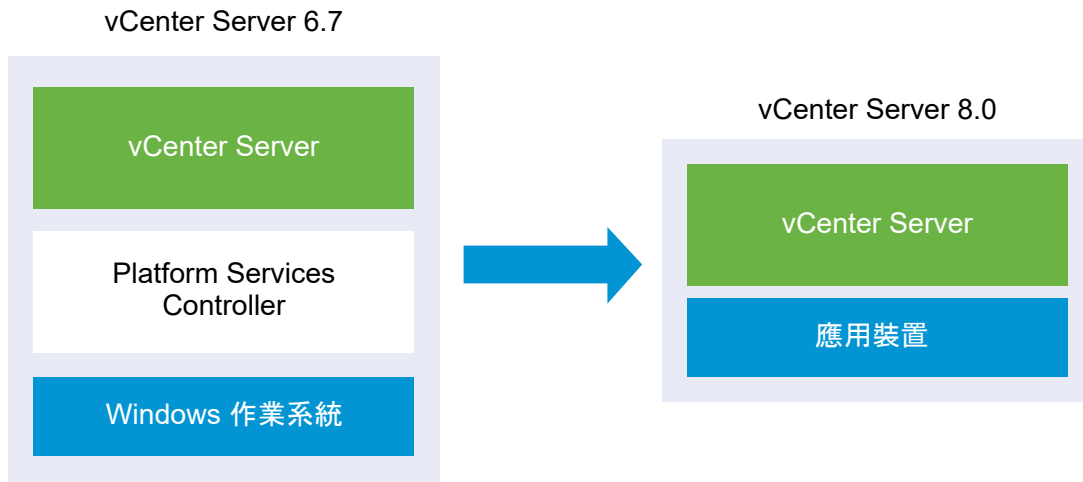 vCenter Server 6.7
vCenter Server
Platform Services
Controller
Windows 作業系統
vCenter Server 8.0
vCenter Server
應用裝置